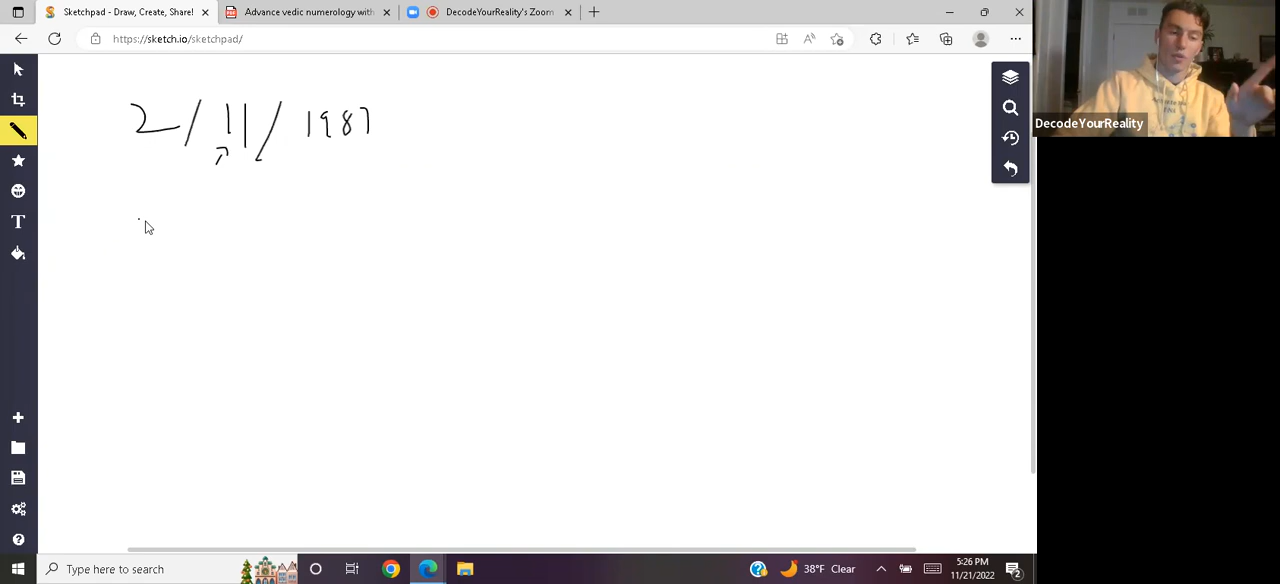 Sketchpad - Draw, Create, Share!
Advance vedic numerology with
DecodeYourReality's Zoom
https://sketch.io/sketchpad/
2 / 11 / 1987
DecodeYourReality
T
Type here to search
38°F Clear
5:26 PM
11/21/2022
2